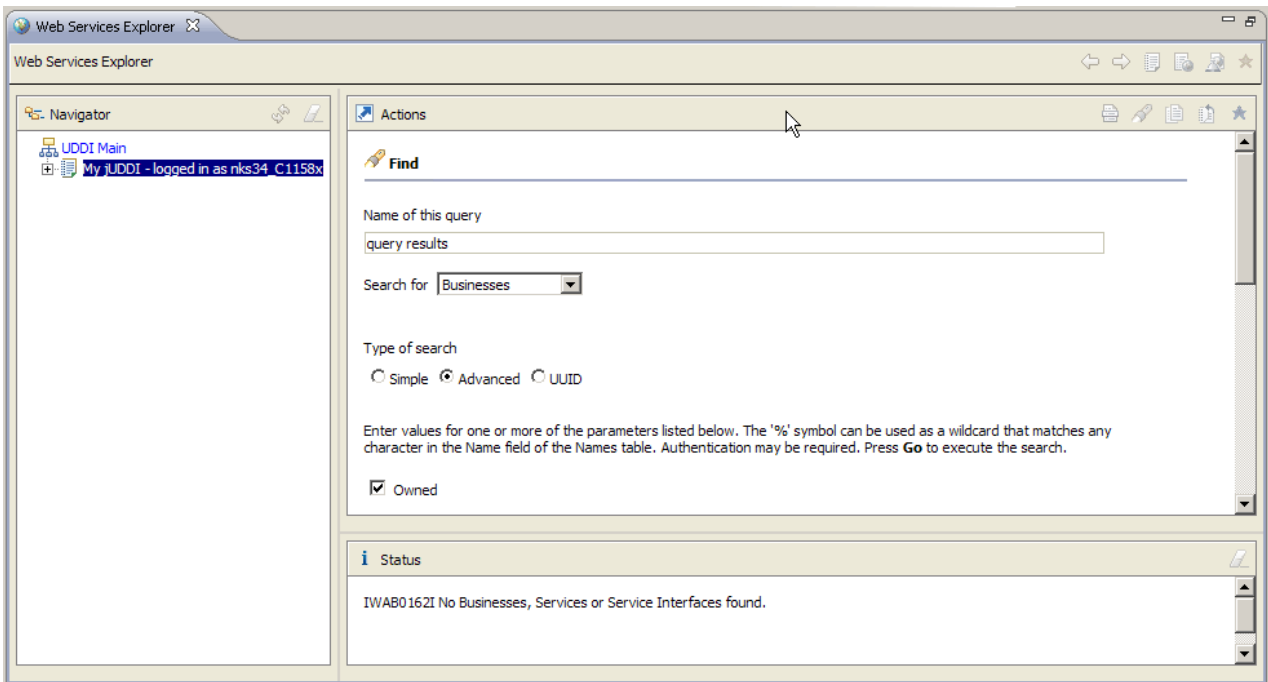 Web Services Explorer
Web Services Explorer
Navigator
UDDI Main
My jUDDI - logged in as nks34_C1158x
Actions
Find
Name of this query
query results
Search for Businesses
Type of search
Simple Advanced UUID
Enter values for one or more of the parameters listed below. The '%' symbol can be used as a wildcard that matches any
character in the Name field of the Names table. Authentication may be required. Press Go to execute the search.
Owned
i Status
IWAB0162I No Businesses, Services or Service Interfaces found.